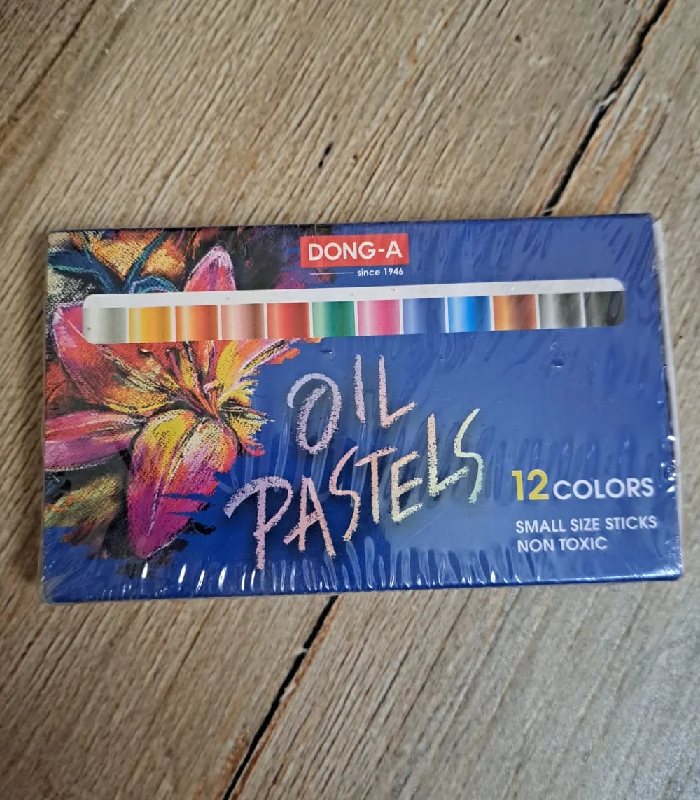 DONG-A
since 1946
OIL
PASTELS
12 COLORS
SMALL SIZE STICKS
NON TOXIC